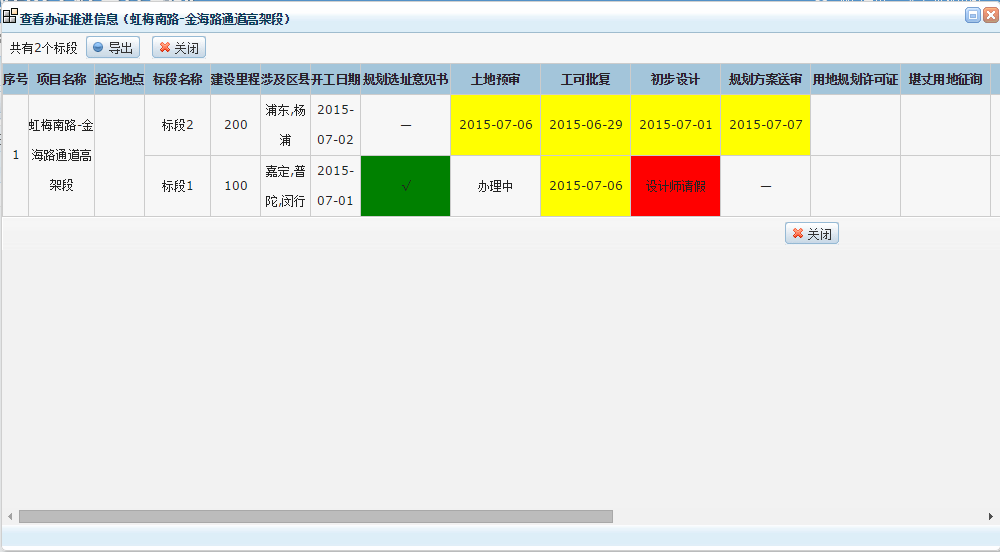 查看办证推进信息（虹梅南路-金海路通道高架段）
共有2个标段 导出 关闭
序号 项目名称 起讫地点 标段名称 建设里程 涉及区县 开工日期 规划选址意见书 土地预审 工可批复 初步设计 规划方案送审 用地规划许可证 堪丈用地征询
1 虹梅南路-金海路通道高架段 标段2 200 浦东,杨浦 2015-07-02 — 2015-07-06 2015-06-29 2015-07-01 2015-07-07
标段1 100 嘉定,普陀,闵行 2015-07-01 √ 办理中 2015-07-06 设计师请假 —
关闭